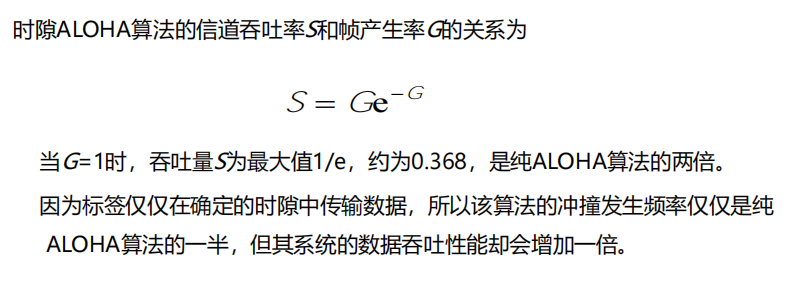 时隙ALOHA算法的信道吞吐率S和帧产生率G的关系为
S = Ge^{-G}
当G=1时，吞吐量S为最大值1/e，约为0.368，是纯ALOHA算法的两倍。
因为标签仅仅在确定的时隙中传输数据，所以该算法的冲撞发生频率仅仅是纯
ALOHA算法的一半，但其系统的数据吞吐性能却会增加一倍。